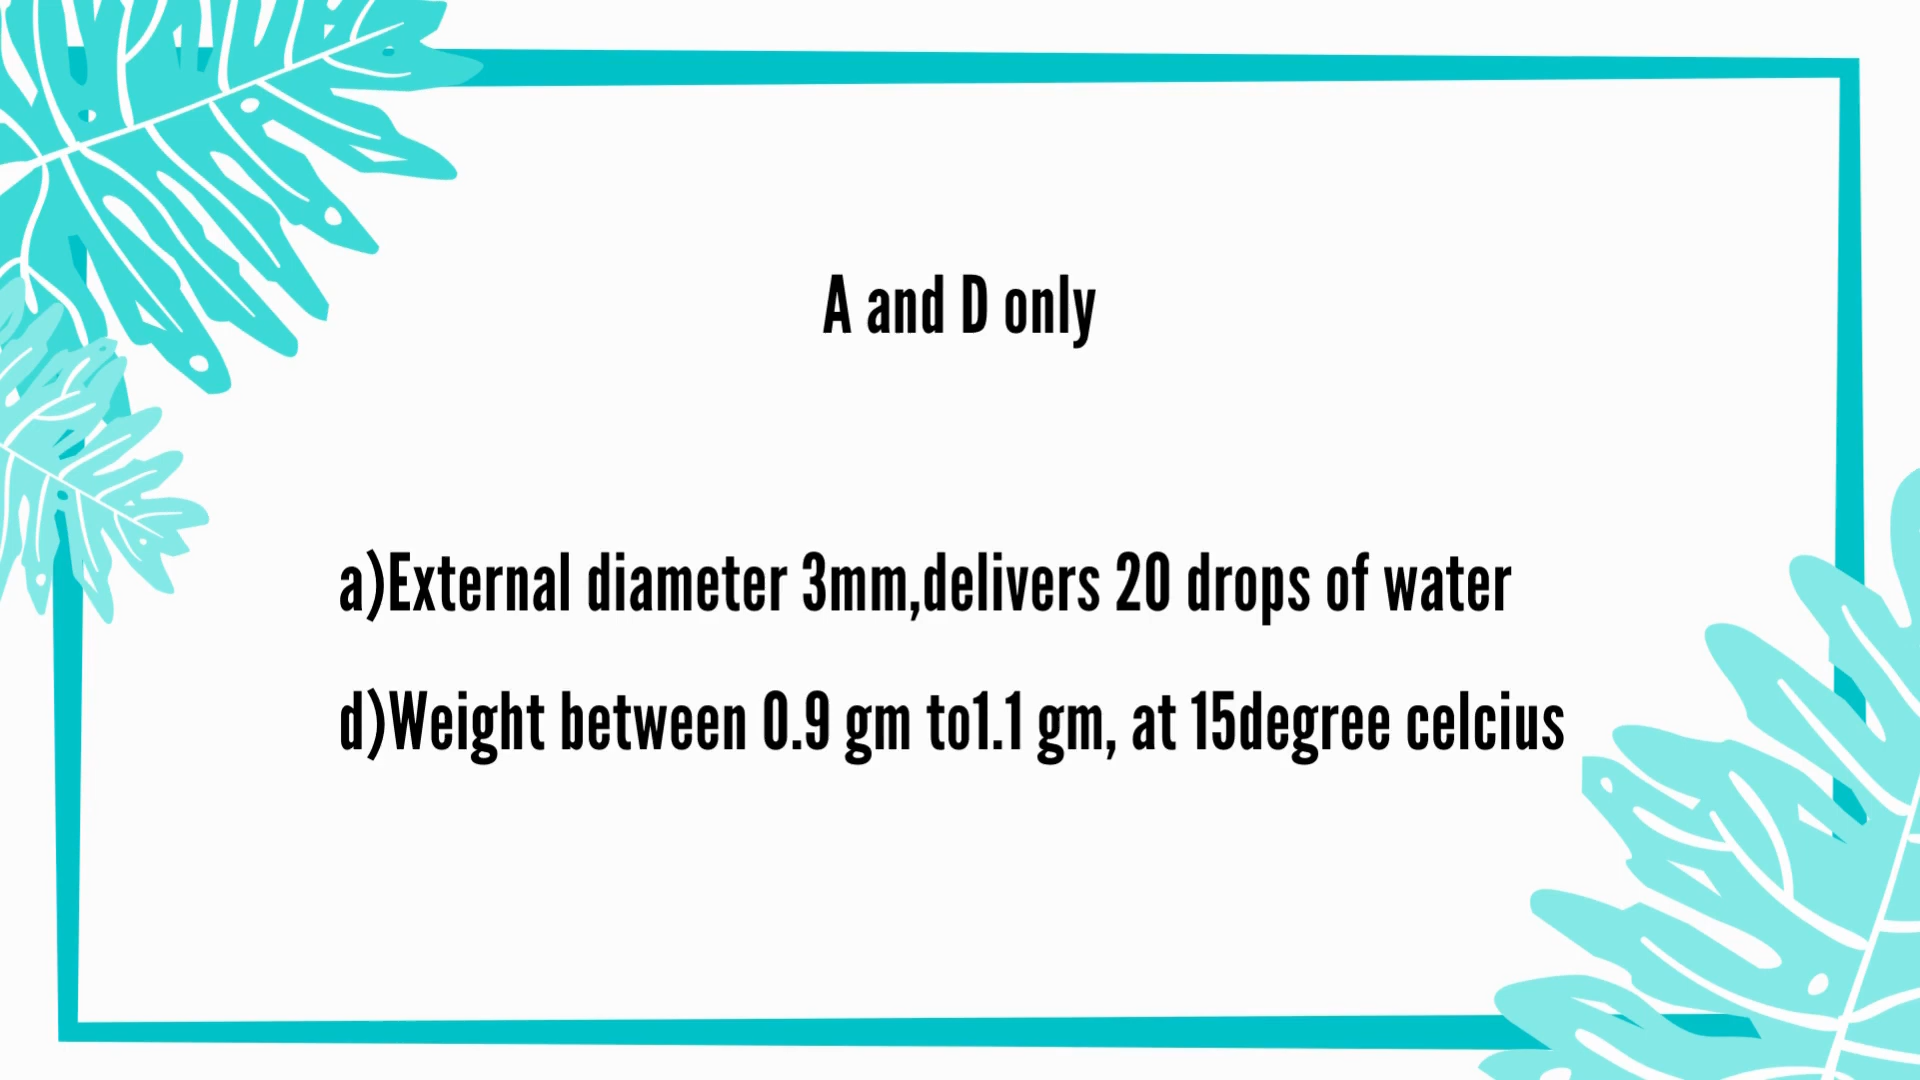 A and D only
a)External diameter 3mm,delivers 20 drops of water
d)Weight between 0.9 gm to1.1 gm, at 15degree celcius